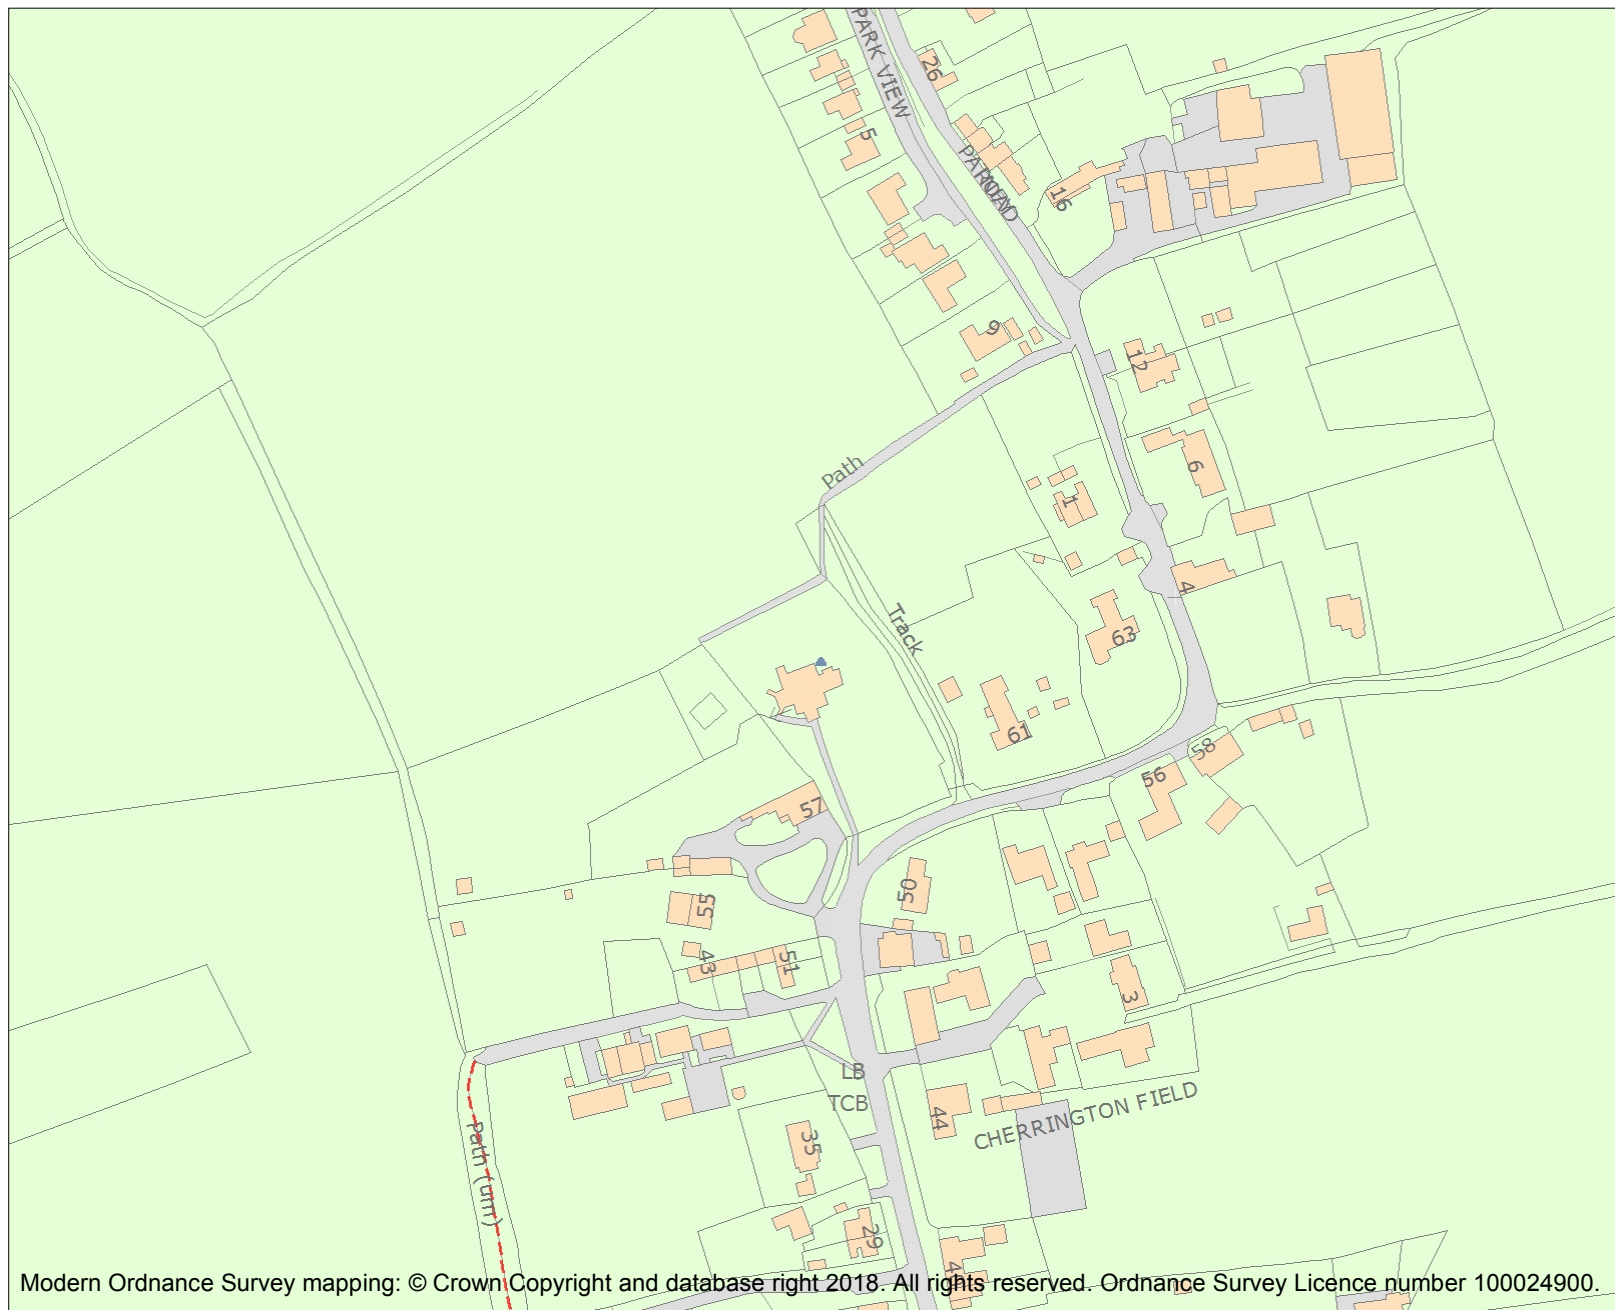 PARK VIEW
26
5
PARK
ROAD
16
9
12
Path
6
1
4
Track
63
61
58
56
57
50
55
43
51
3
LB
TCB
44
CHERRINGTON FIELD
35
Path (um)
29
Modern Ordnance Survey mapping: © Crown Copyright and database right 2018. All rights reserved. Ordnance Survey Licence number 100024900.